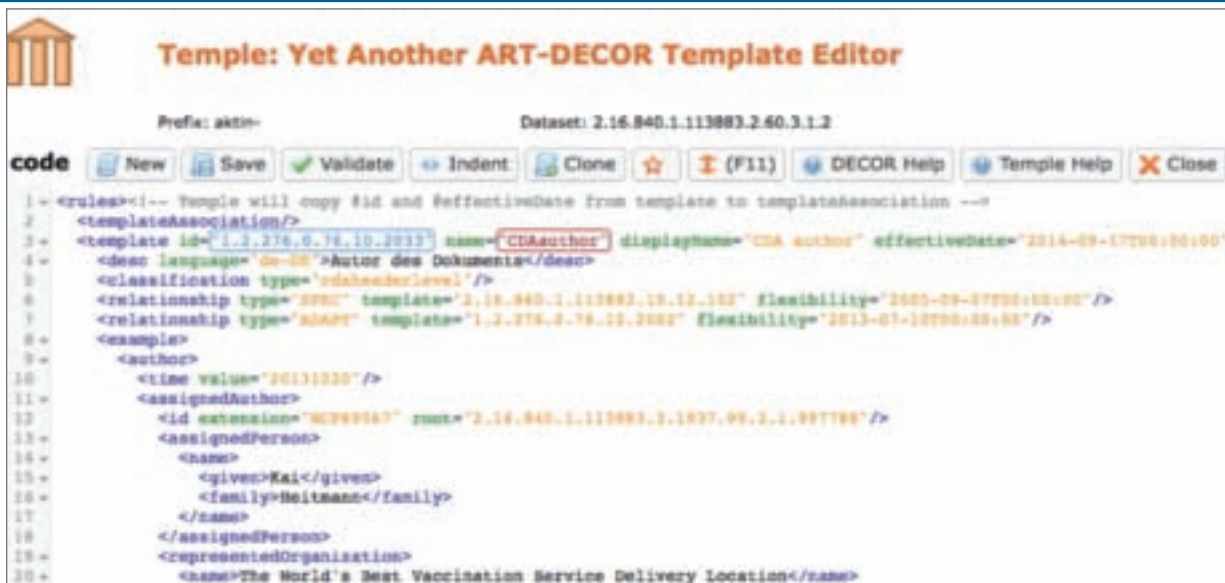 Temple: Yet Another ART-DECOR Template Editor
Prefix: aktin- Dataset: 2.16.840.1.113883.2.60.3.1.2
code New Save Validate Indent Clone (F11) DECOR Help Temple Help Close
1 <rules><!-- Temple will copy @id and @effectiveDate from template to templateAssociation -->
2 <templateAssociation/>
3 <template id="1.2.276.0.76.10.2033" name="CDAauthor" displayName="CDA author" effectiveDate="2014-09-17T00:00:00"
4 <desc language="de-DE">Autor des Dokuments</desc>
5 <classification type="cdaheaderlevel"/>
6 <relationship type="SPEC" template="2.16.840.1.113883.10.12.102" flexibility="2005-09-07T00:00:00"/>
7 <relationship type="ADAPT" template="1.2.276.0.76.10.2002" flexibility="2013-07-10T00:00:00"/>
8 <example>
9 <author>
10 <time value="20131020"/>
11 <assignedAuthor>
12 <id extension= root=
13 <assignedPerson>
14 <name>
15 <given>Kai</given>
16 <family>Heitmann</family>
17 </name>
18 </assignedPerson>
19 <representedOrganization>
20 <name>The World's Best Vaccination Service Delivery Location</name>